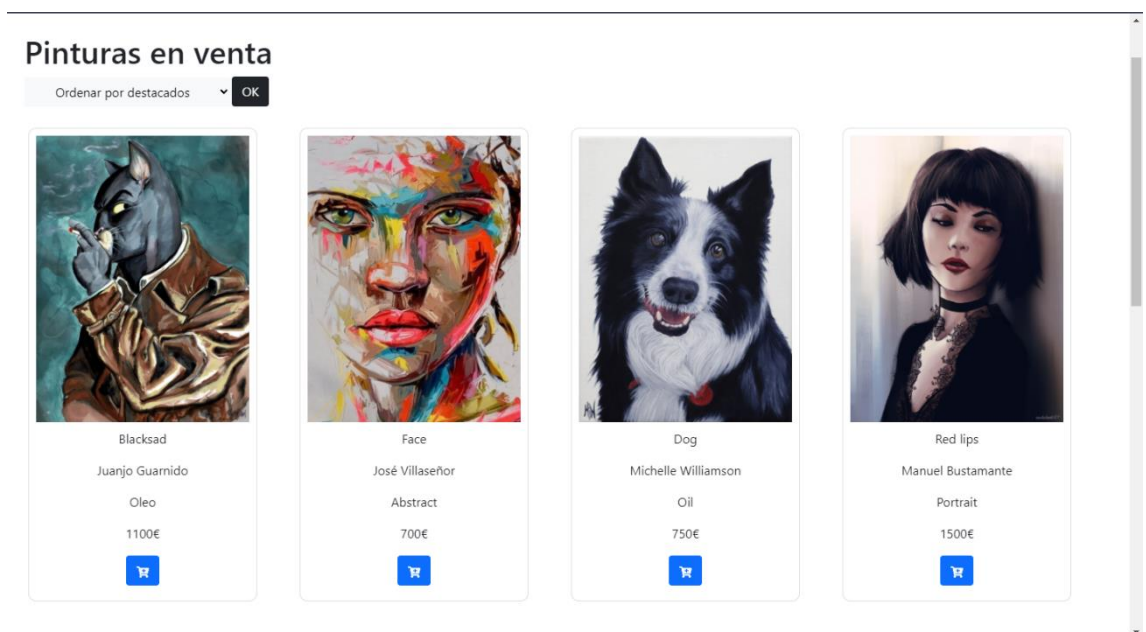 Pinturas en venta
Ordenar por destacados
OK
Blacksad
Juanjo Guarnido
Oleo
1100€
Face
José Villaseñor
Abstract
700€
Dog
Michelle Williamson
Oil
750€
Red lips
Manuel Bustamante
Portrait
1500€